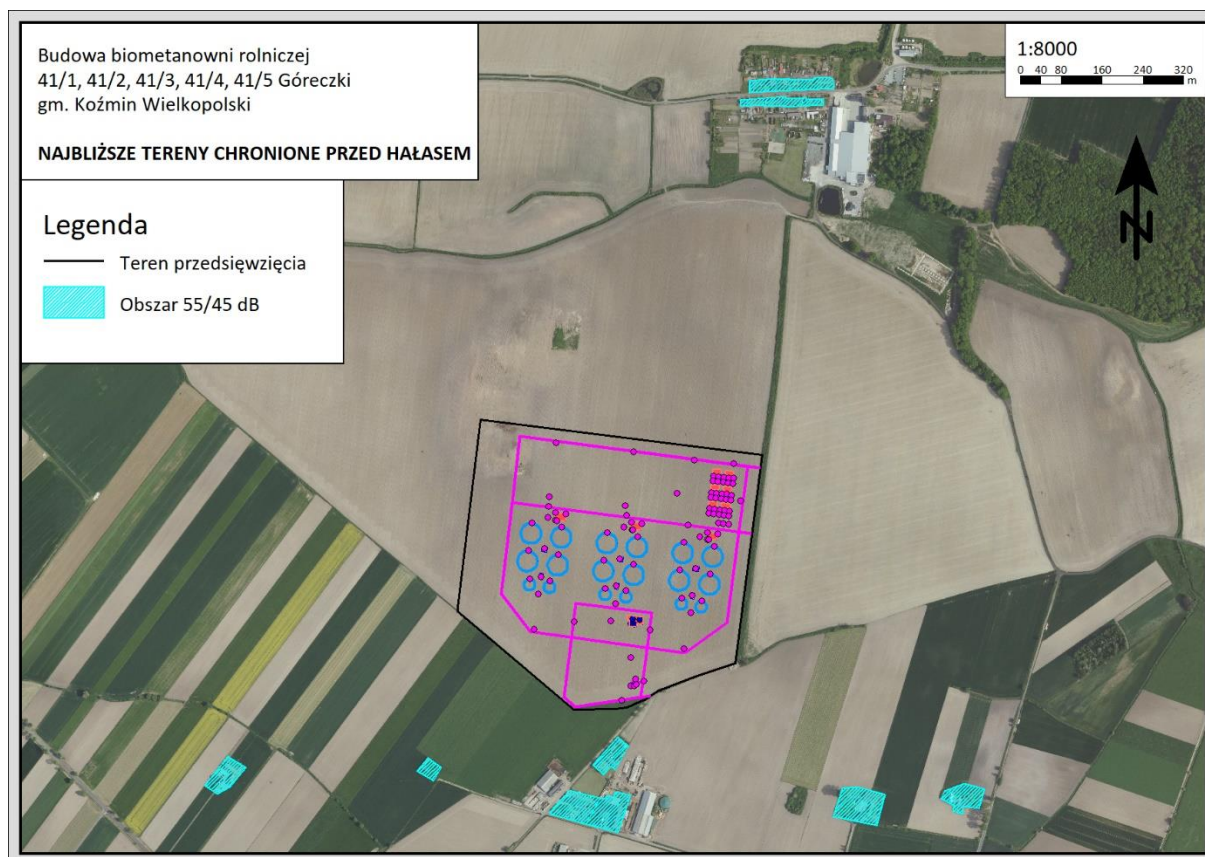 Budowa biometanowni rolniczej
41/1, 41/2, 41/3, 41/4, 41/5 Góreczki
gm. Koźmin Wielkopolski
NAJBLIŻSZE TERENY CHRONIONE PRZED HAŁASEM
1:8000
0 40 80 160 240 320
m
Legenda
Teren przedsięwzięcia
Obszar 55/45 dB
N